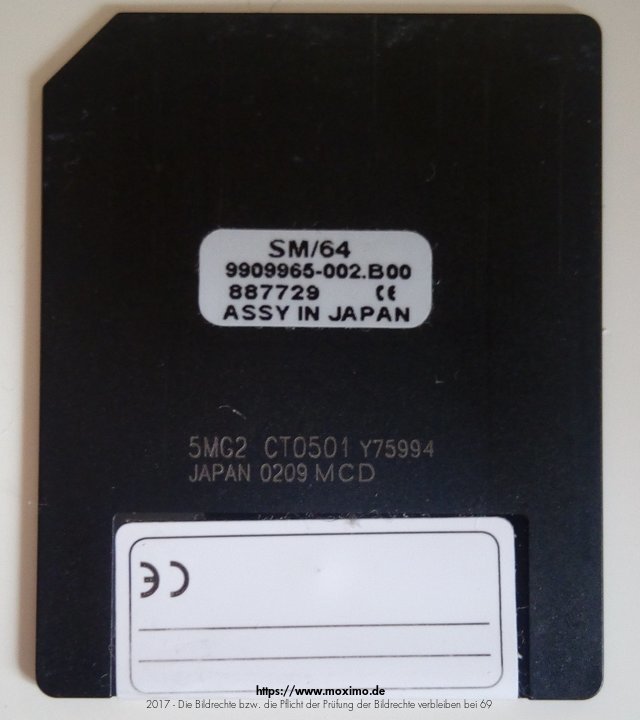 SM/64
9909965-002.B00
887729 CE
ASSY IN JAPAN
5MG2 CT0501 Y75994
JAPAN 0209 MCD
CE
https://www.moximo.de
2017 - Die Bildrechte bzw. die Pflicht der Prüfung der Bildrechte verbleiben bei 69